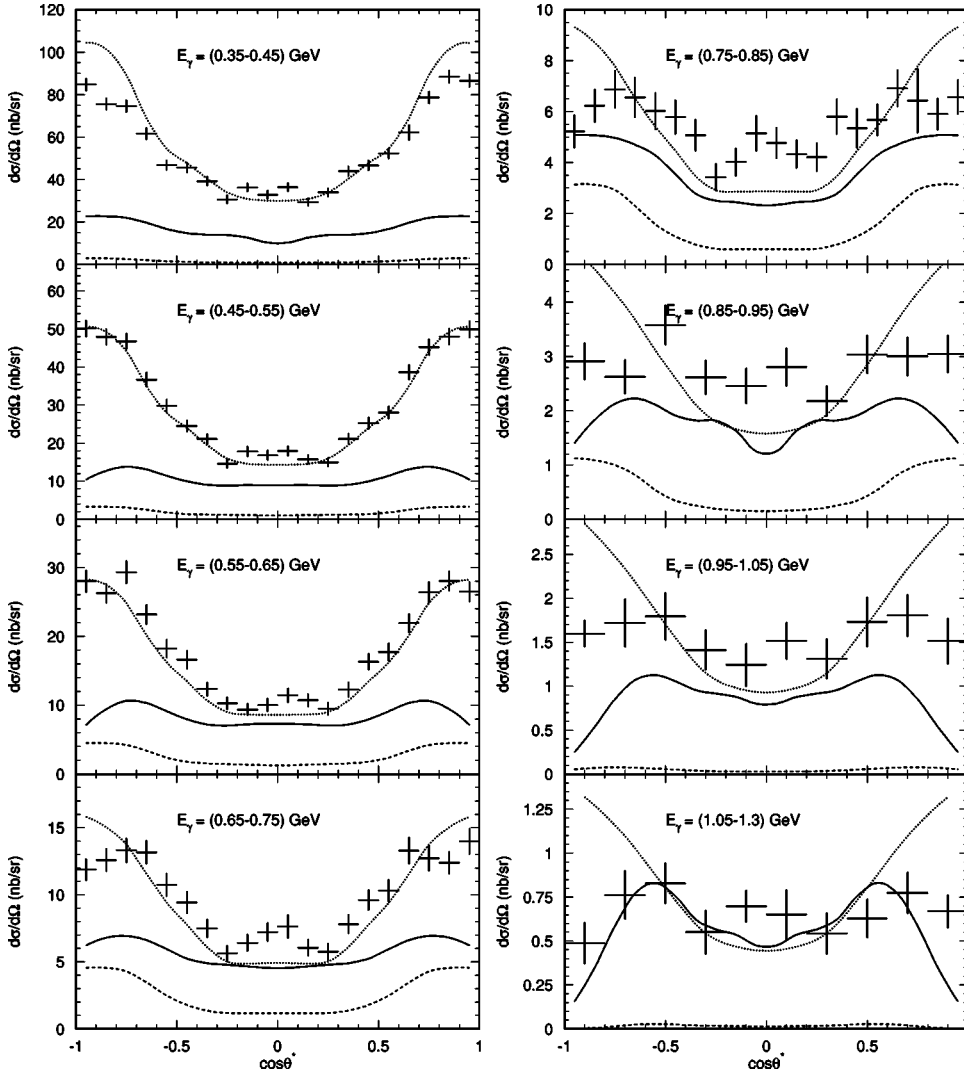 120
100
80
60
40
20
0
dσ/dΩ (nb/sr)
E_γ = (0.35-0.45) GeV
60
50
40
30
20
10
0
dσ/dΩ (nb/sr)
E_γ = (0.45-0.55) GeV
30
20
10
0
dσ/dΩ (nb/sr)
E_γ = (0.55-0.65) GeV
15
10
5
0
dσ/dΩ (nb/sr)
E_γ = (0.65-0.75) GeV
-1 -0.5 0 0.5 1
cosθ*
10
8
6
4
2
0
dσ/dΩ (nb/sr)
E_γ = (0.75-0.85) GeV
4
3
2
1
0
dσ/dΩ (nb/sr)
E_γ = (0.85-0.95) GeV
2.5
2
1.5
1
0.5
0
dσ/dΩ (nb/sr)
E_γ = (0.95-1.05) GeV
1.25
1
0.75
0.5
0.25
0
dσ/dΩ (nb/sr)
E_γ = (1.05-1.3) GeV
-1 -0.5 0 0.5 1
cosθ*